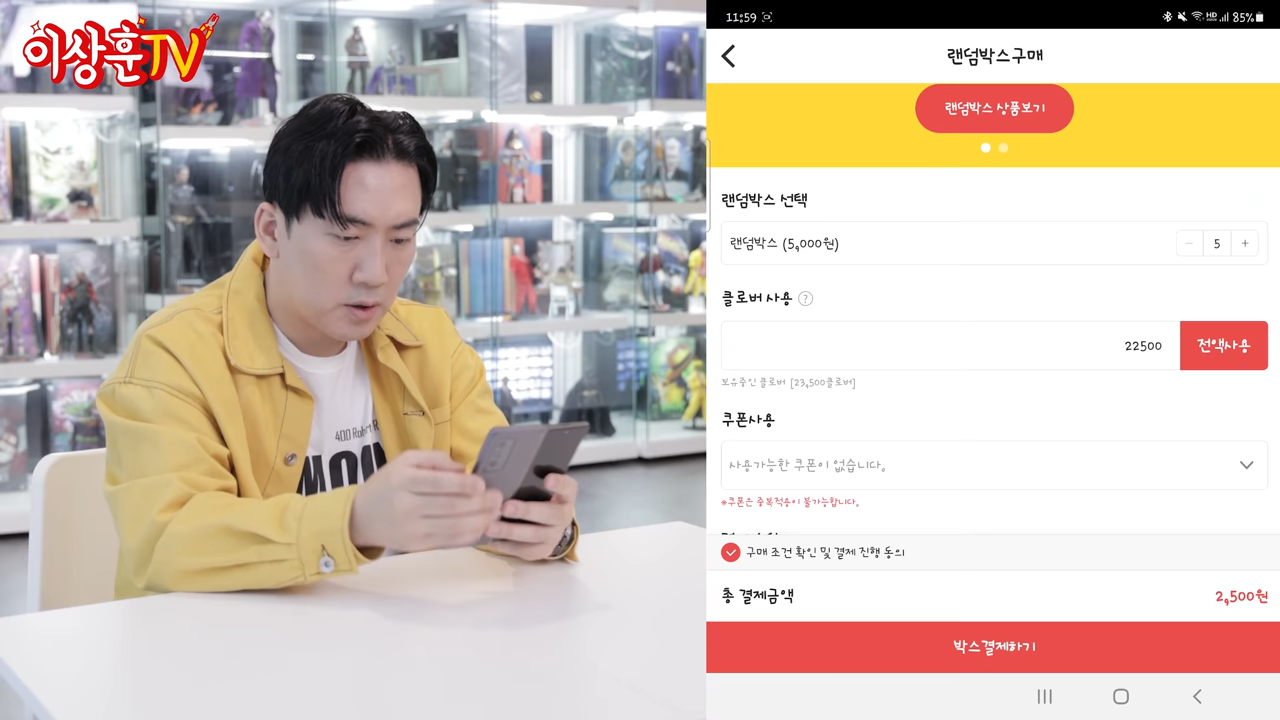 이상훈TV
400 Rob
MOON
11:59
HD
85%
랜덤박스구매
랜덤박스 상품보기
랜덤박스 선택
랜덤박스 (5,000원)
− 5 +
클로버 사용 ?
22500
전액사용
보유중인 클로버 [23,500클로버]
쿠폰사용
사용가능한 쿠폰이 없습니다.
*쿠폰은 중복적용이 불가능합니다.
구매 조건 확인 및 결제 진행 동의
총 결제금액
2,500원
박스결제하기